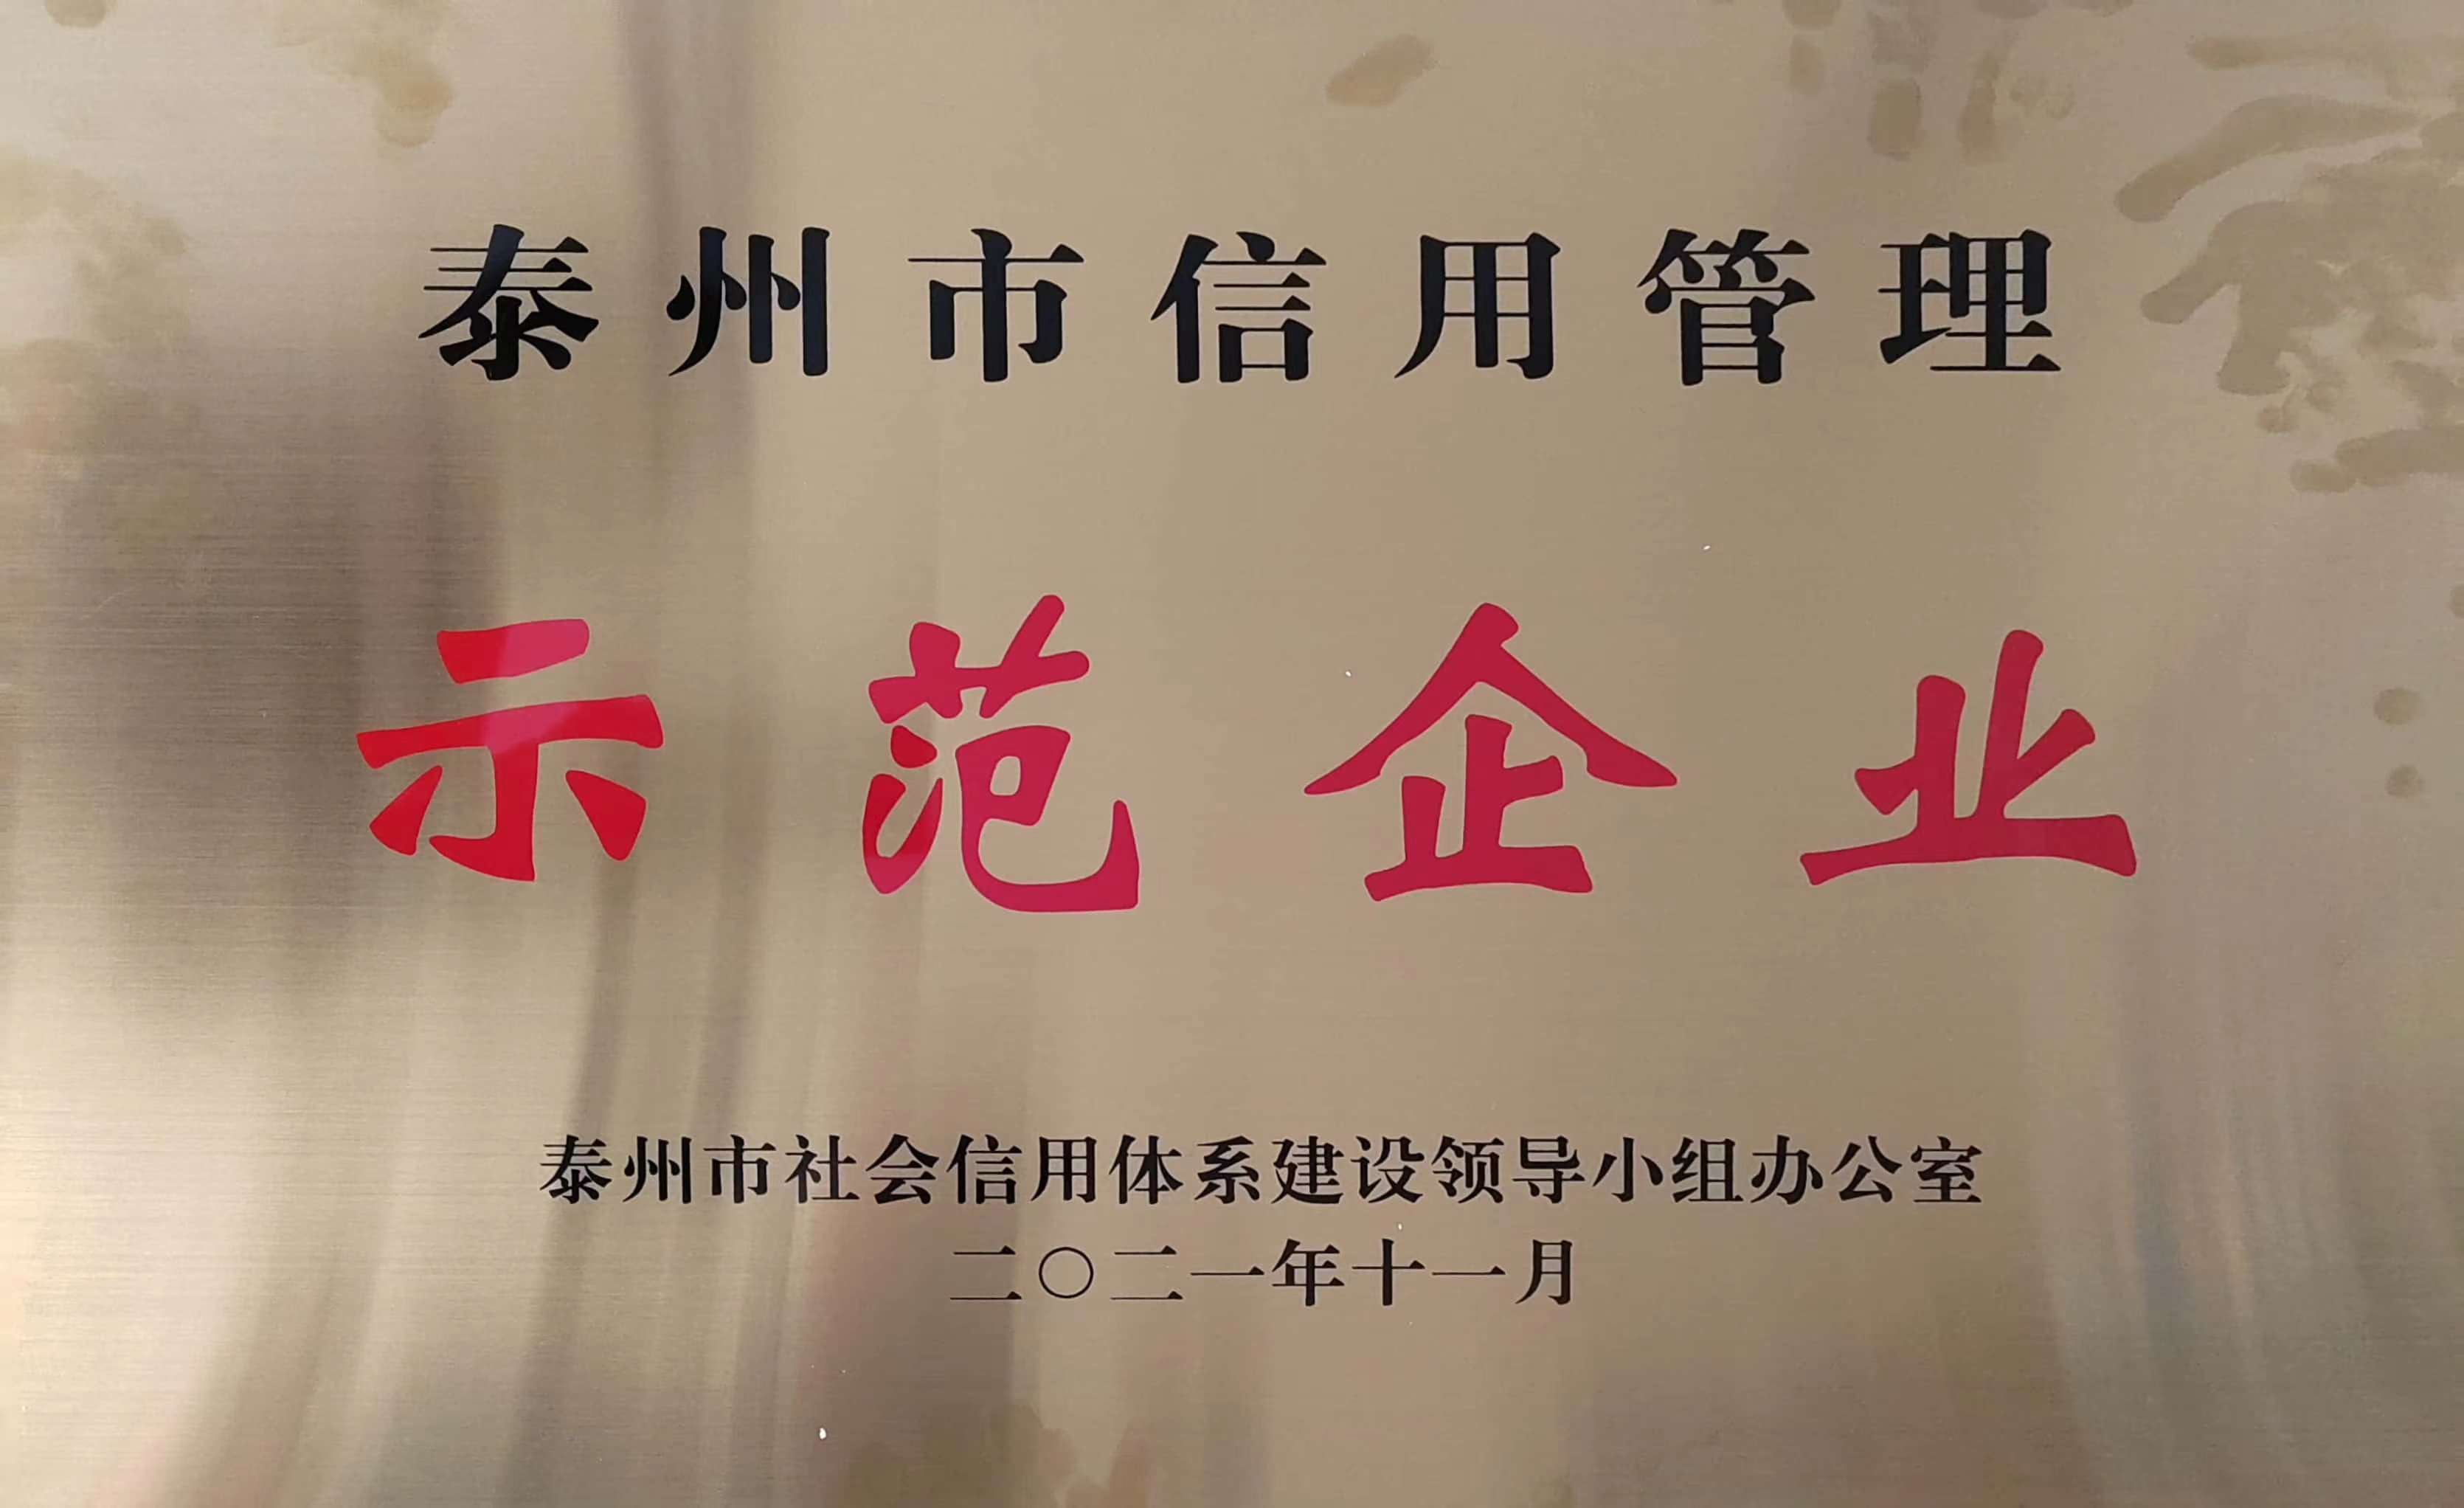 泰州市信用管理
示范企业
泰州市社会信用体系建设领导小组办公室
二〇二一年十一月